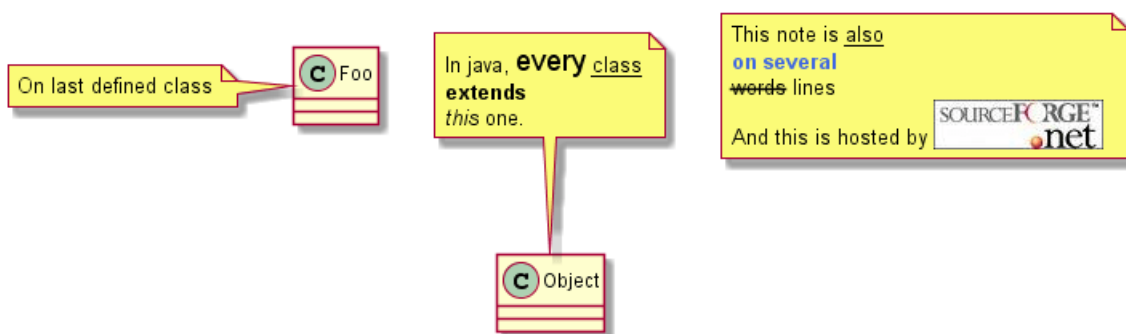 On last defined class
C Foo
In java, every class
extends
this one.
C Object
This note is also
on several
words lines
And this is hosted by SOURCEFORGE™
.net